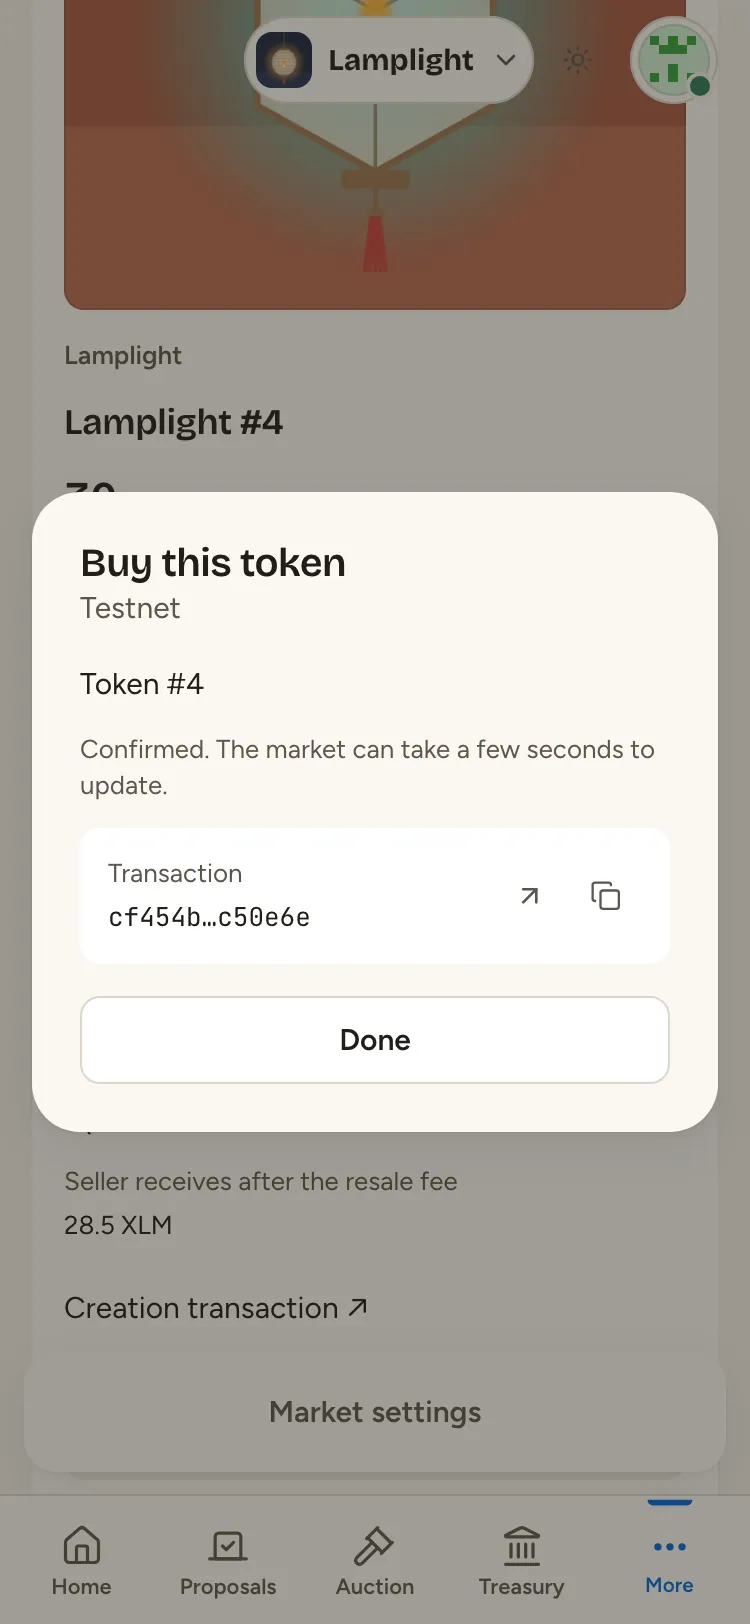 Lamplight
Lamplight
Lamplight #4
Buy this token
Testnet
Token #4
Confirmed. The market can take a few seconds to
update.
Transaction
cf454b…c50e6e
Done
Seller receives after the resale fee
28.5 XLM
Creation transaction
Market settings
Home
Proposals
Auction
Treasury
More